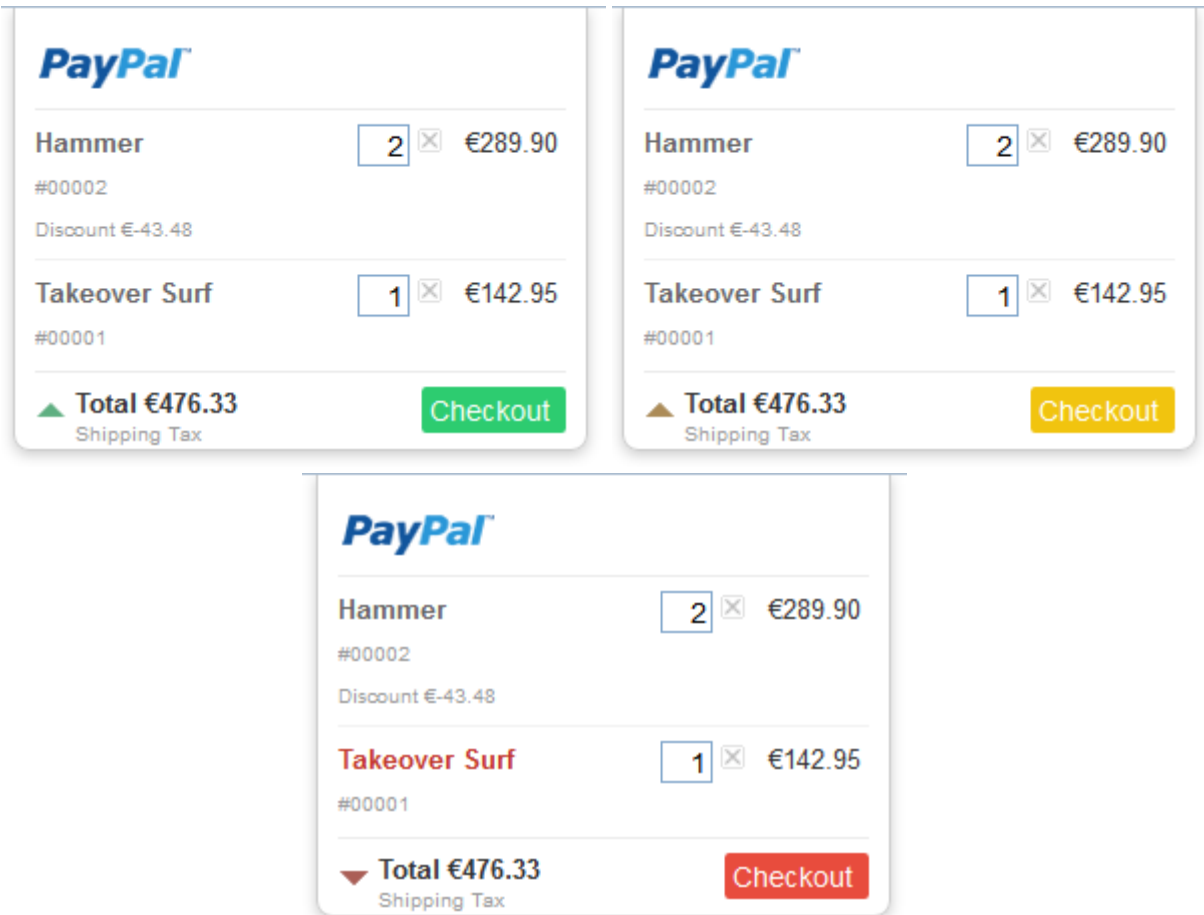 PayPal™
Hammer 2 €289.90
#00002
Discount €-43.48
Takeover Surf 1 €142.95
#00001
Total €476.33 Checkout
Shipping Tax
PayPal™
Hammer 2 €289.90
#00002
Discount €-43.48
Takeover Surf 1 €142.95
#00001
Total €476.33 Checkout
Shipping Tax
PayPal™
Hammer 2 €289.90
#00002
Discount €-43.48
Takeover Surf 1 €142.95
#00001
Total €476.33 Checkout
Shipping Tax